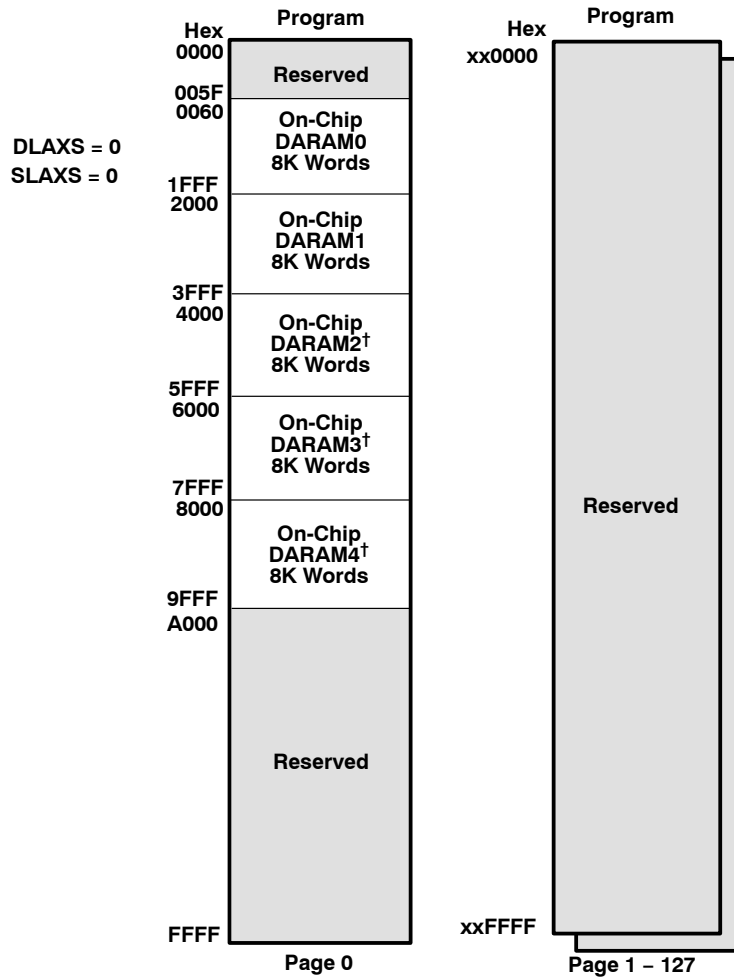 Program
Hex
0000
Reserved
005F
0060
On-Chip
DARAM0
8K Words
DLAXS = 0
SLAXS = 0
1FFF
2000
On-Chip
DARAM1
8K Words
3FFF
4000
On-Chip
DARAM2†
8K Words
5FFF
6000
On-Chip
DARAM3†
8K Words
7FFF
8000
On-Chip
DARAM4†
8K Words
9FFF
A000
Reserved
FFFF
Page 0
Program
Hex
xx0000
Reserved
xxFFFF
Page 1 – 127